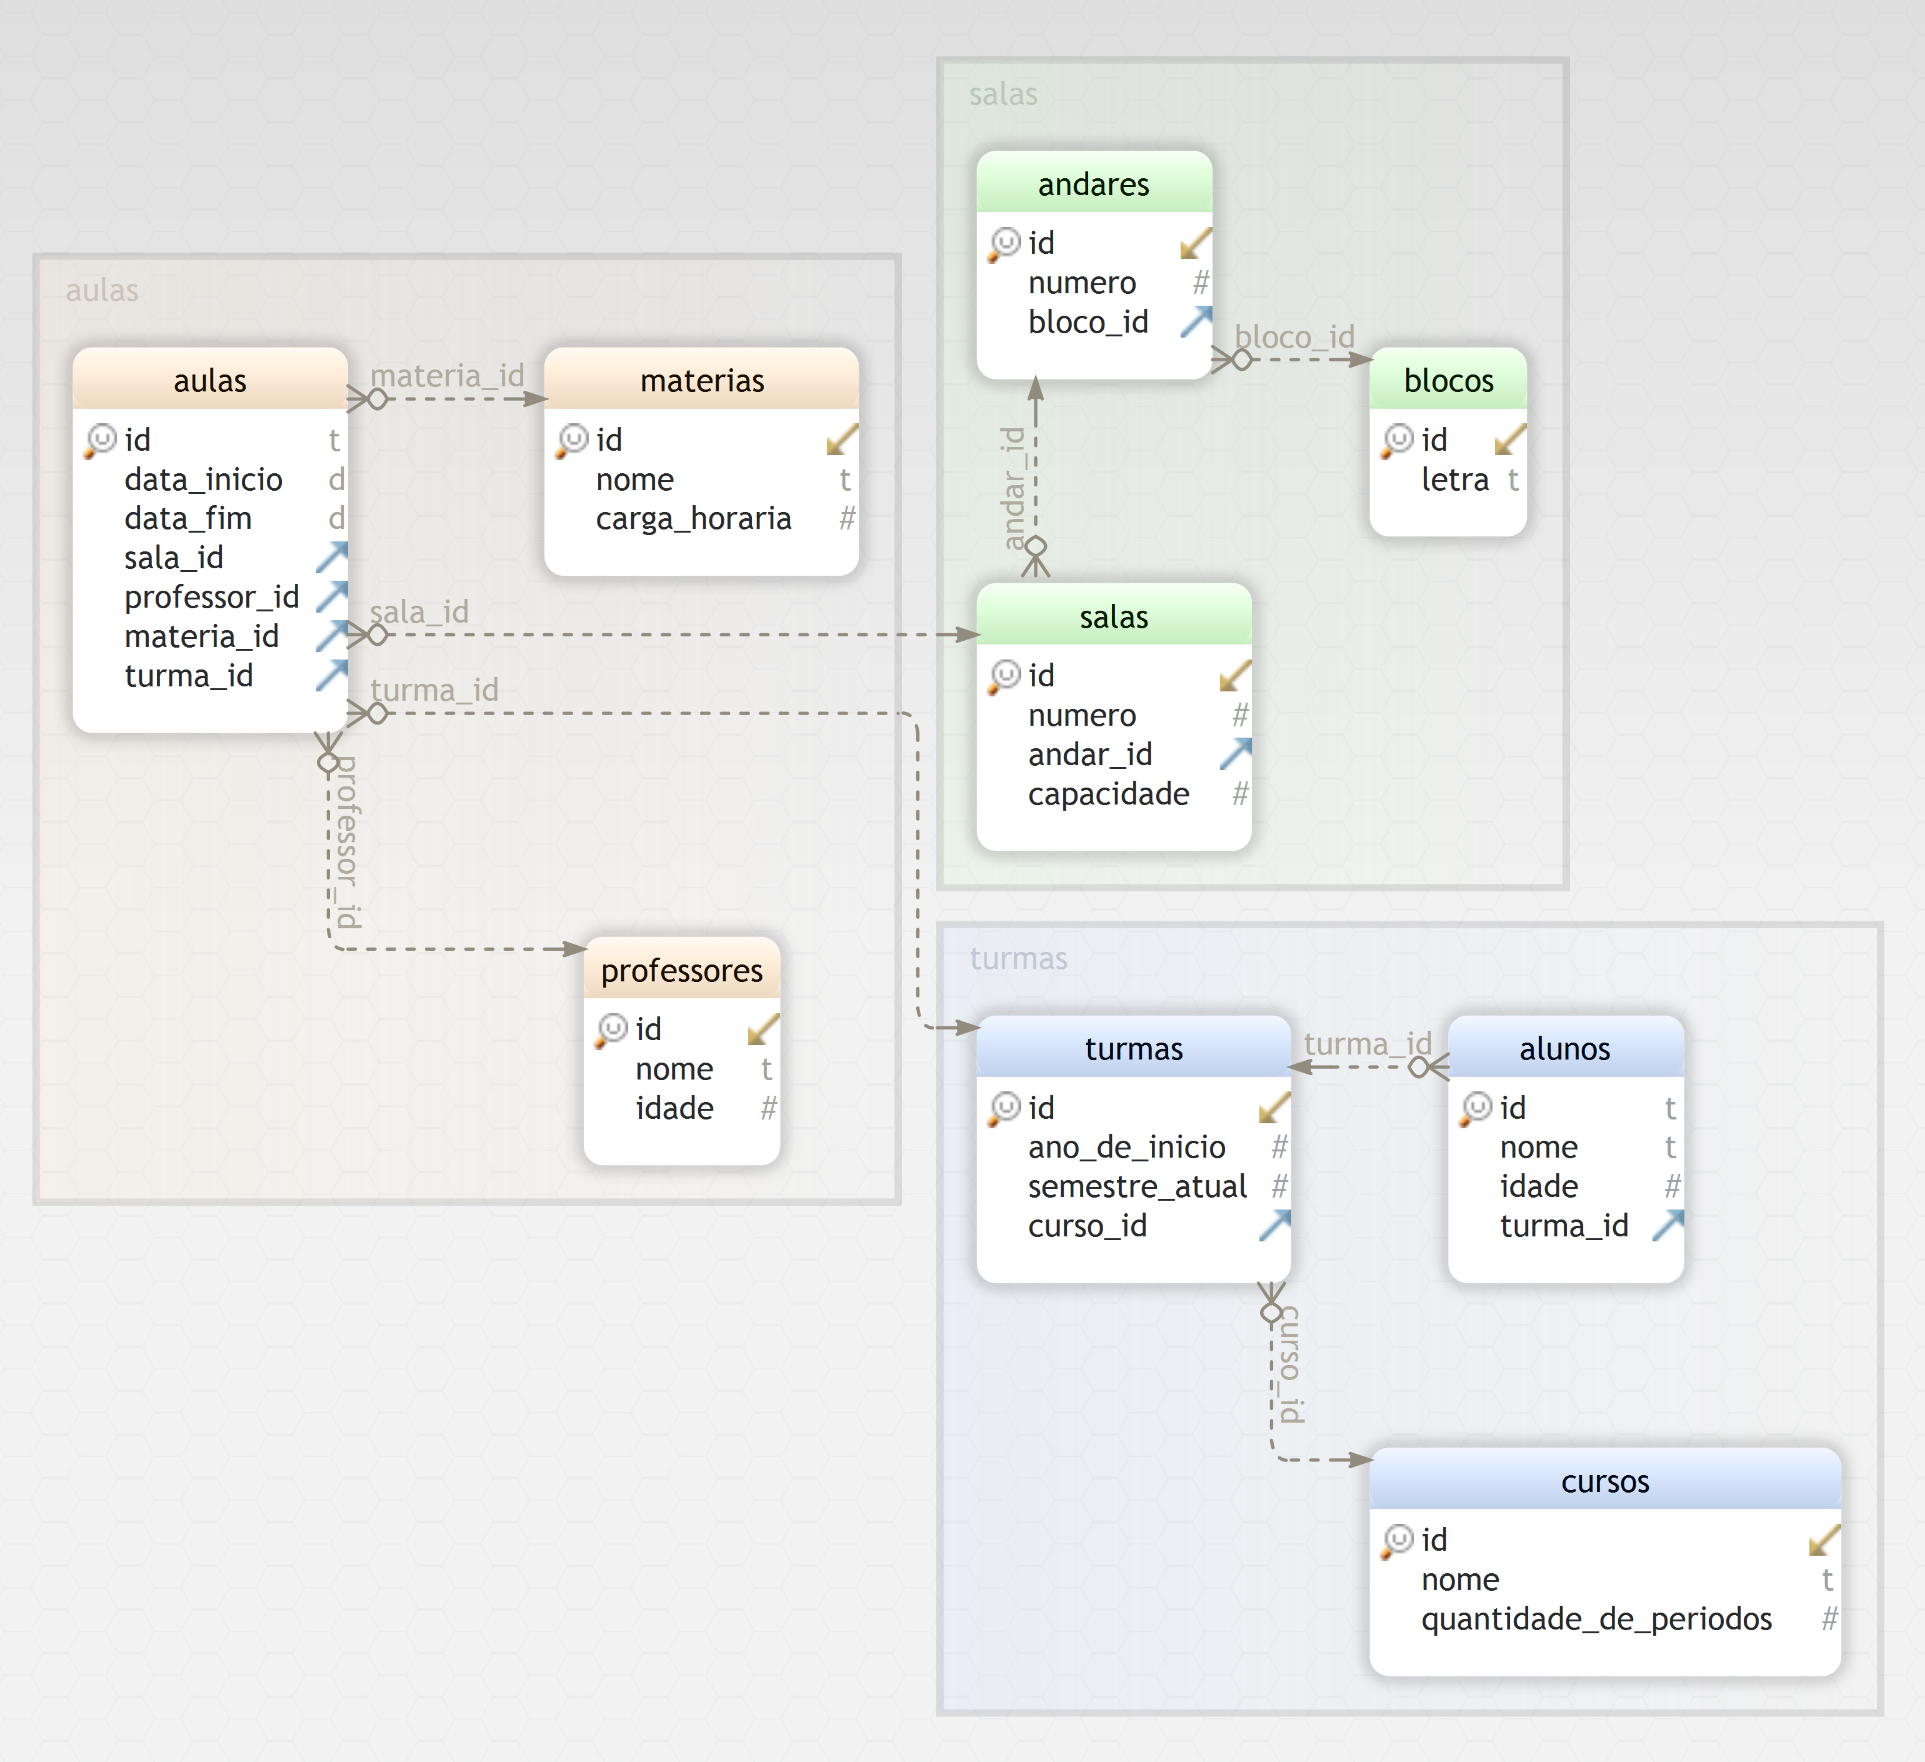 salas
andares
id
numero #
bloco_id
bloco_id
blocos
id
letra t
andar_id
salas
id
numero #
andar_id
capacidade #
aulas
aulas
id t
data_inicio d
data_fim d
sala_id
professor_id
materia_id
turma_id
materia_id
materias
id
nome t
carga_horaria #
sala_id
turma_id
professor_id
professores
id
nome t
idade #
turmas
turmas
id
ano_de_inicio #
semestre_atual #
curso_id
turma_id
alunos
id t
nome t
idade #
turma_id
curso_id
cursos
id
nome t
quantidade_de_periodos #